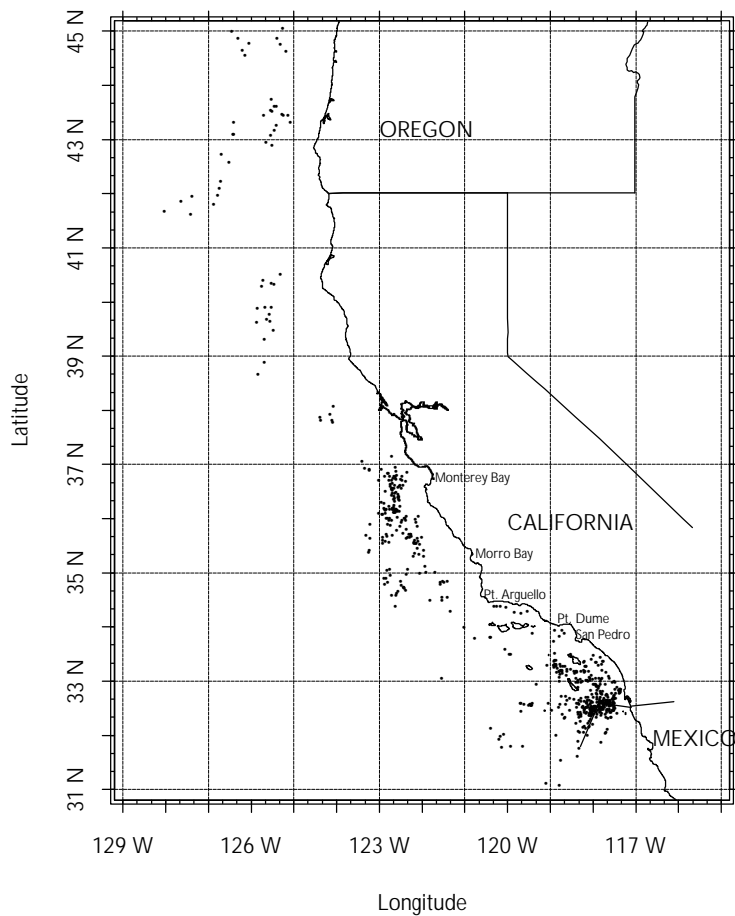 45 N
OREGON
43 N
41 N
39 N
Latitude
37 N
Monterey Bay
CALIFORNIA
Morro Bay
35 N
Pt. Arguello
Pt. Dume
San Pedro
33 N
MEXICO
31 N
129 W 126 W 123 W 120 W 117 W
Longitude